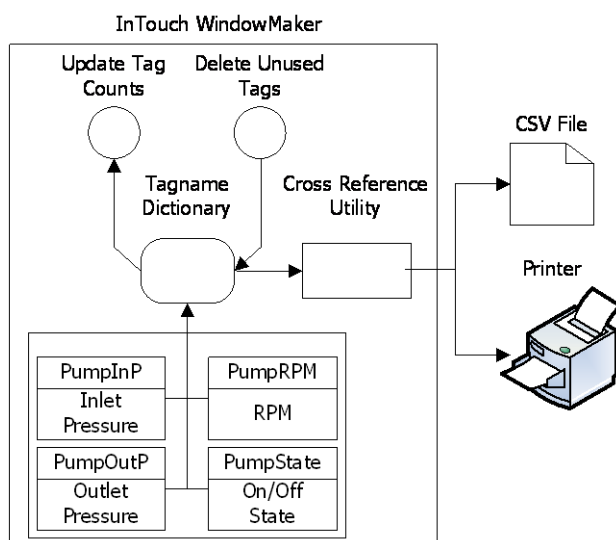 InTouch WindowMaker
Update Tag
Counts
Delete Unused
Tags
CSV File
Tagname
Dictionary
Cross Reference
Utility
Printer
PumpInP
Inlet
Pressure
PumpRPM
RPM
PumpOutP
Outlet
Pressure
PumpState
On/Off
State